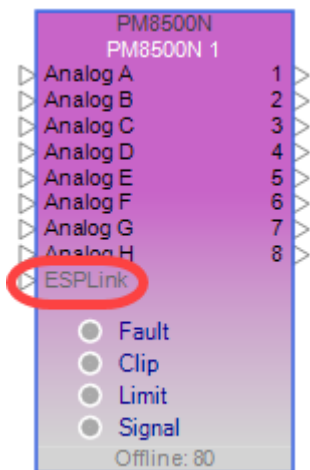 PM8500N
PM8500N 1
Analog A 1
Analog B 2
Analog C 3
Analog D 4
Analog E 5
Analog F 6
Analog G 7
Analog H 8
ESPLink
Fault
Clip
Limit
Signal
Offline: 80